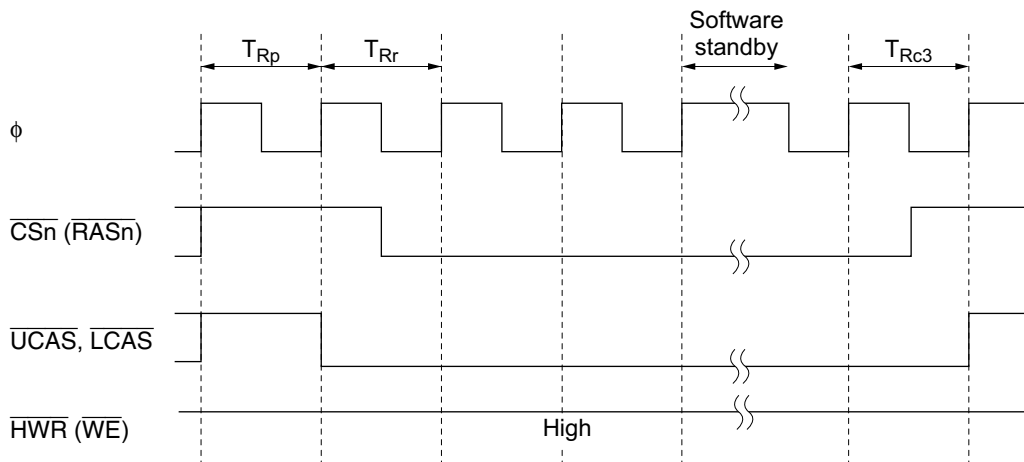 Software
standby
TRp
TRr
TRc3
ϕ
CSn (RASn)
UCAS, LCAS
HWR (WE)
High